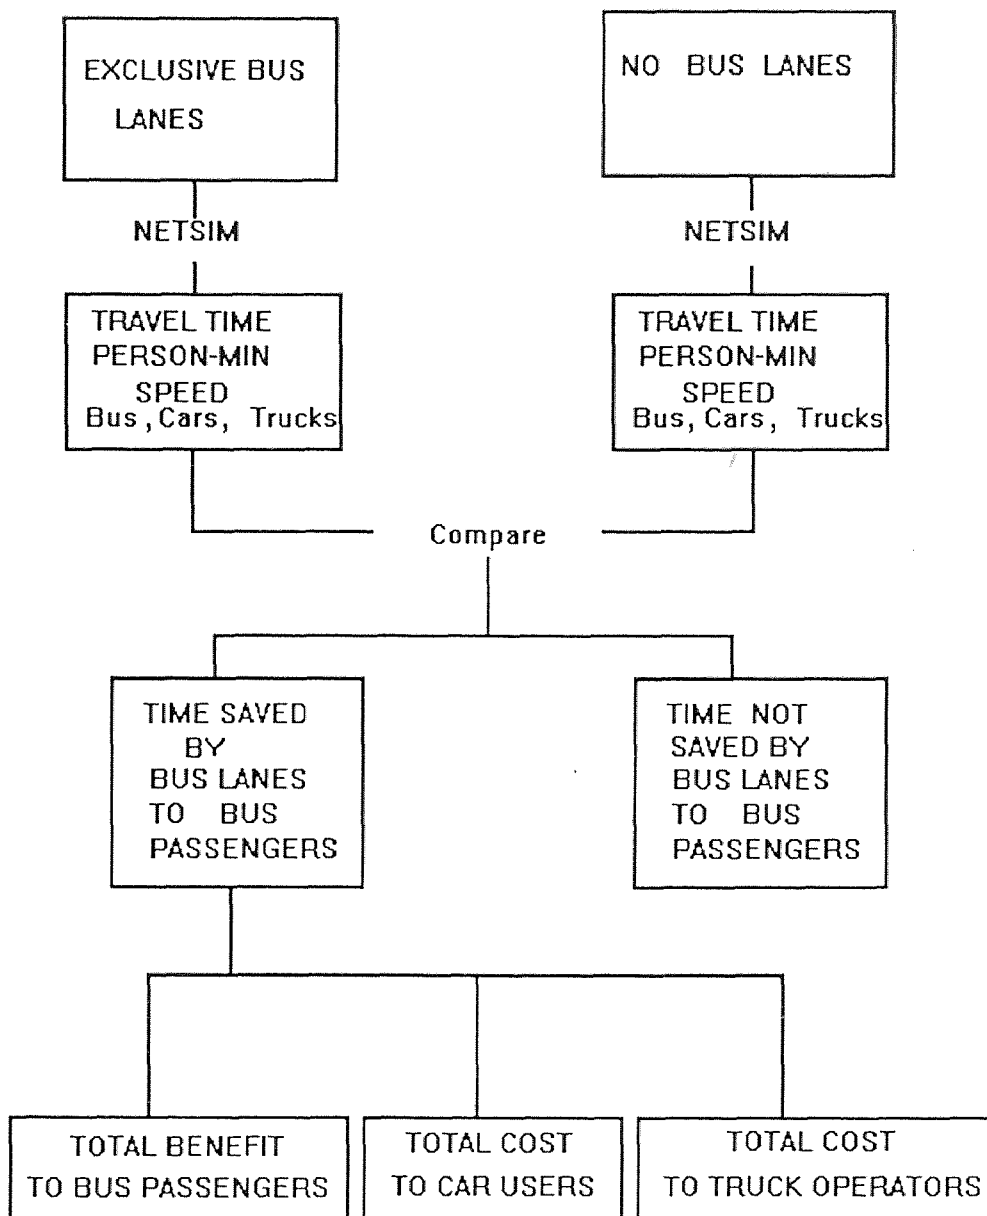 EXCLUSIVE BUS
LANES
NO BUS LANES
NETSIM
NETSIM
TRAVEL TIME
PERSON-MIN
SPEED
Bus, Cars, Trucks
TRAVEL TIME
PERSON-MIN
SPEED
Bus, Cars, Trucks
Compare
TIME SAVED
BY
BUS LANES
TO BUS
PASSENGERS
TIME NOT
SAVED BY
BUS LANES
TO BUS
PASSENGERS
TOTAL BENEFIT
TO BUS PASSENGERS
TOTAL COST
TO CAR USERS
TOTAL COST
TO TRUCK OPERATORS